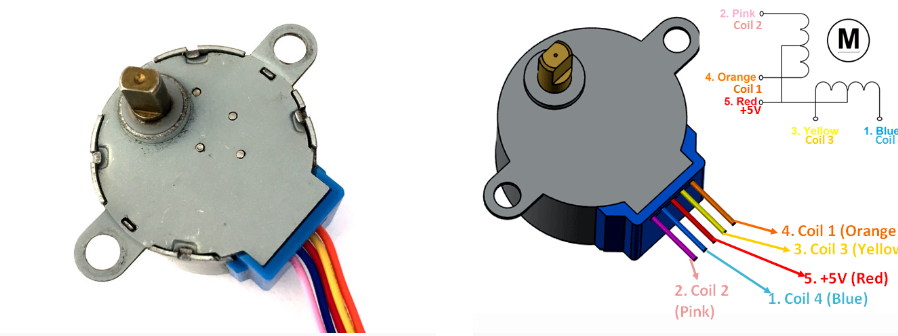 2. Pink
Coil 2
M
4. Orange
Coil 1
5. Red
+5V
3. Yellow
Coil 3
1. Blue
Coil
4. Coil 1 (Orange
3. Coil 3 (Yellow
5. +5V (Red)
1. Coil 4 (Blue)
2. Coil 2
(Pink)